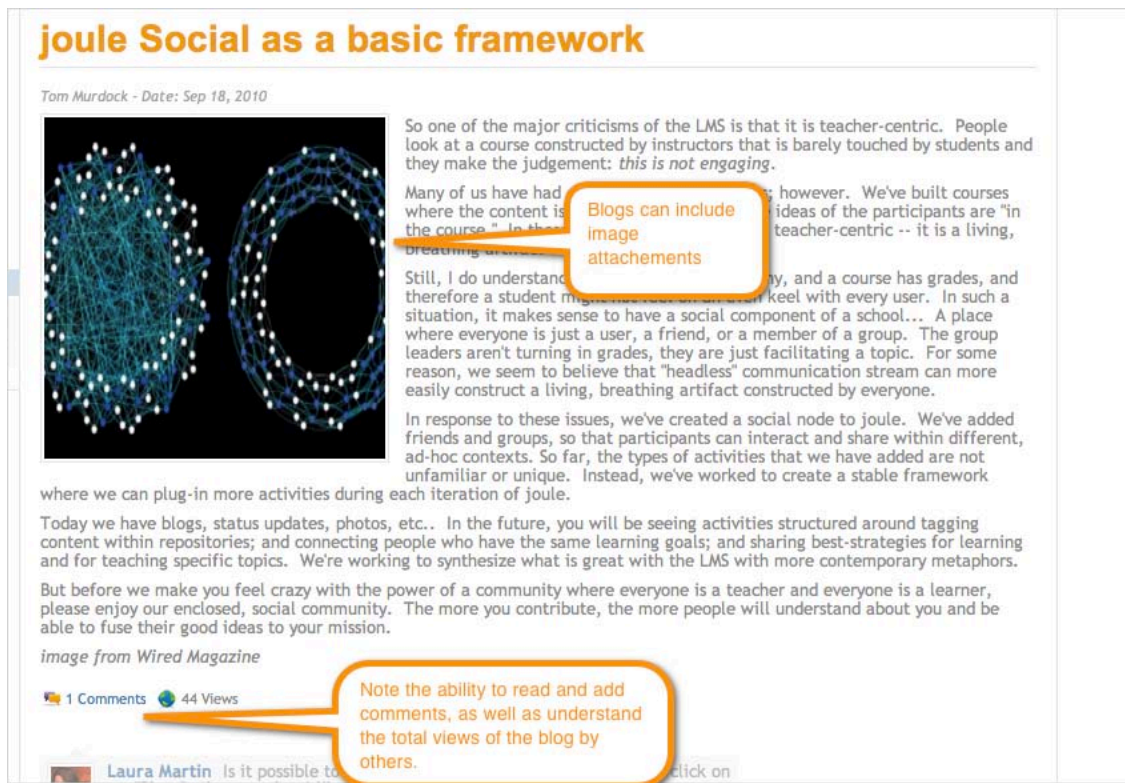 joule Social as a basic framework
Tom Murdock - Date: Sep 18, 2010
So one of the major criticisms of the LMS is that it is teacher-centric. People
look at a course constructed by instructors that is barely touched by students and
they make the judgement: this is not engaging.
Many of us have had ; however. We've built courses
where the content is ideas of the participants are "in
the course." In teacher-centric -- it is a living,
breathing
Blogs can include
image
attachements
Still, I do understand and a course has grades, and
therefore a student might not feel on an even keel with every user. In such a
situation, it makes sense to have a social component of a school... A place
where everyone is just a user, a friend, or a member of a group. The group
leaders aren't turning in grades, they are just facilitating a topic. For some
reason, we seem to believe that "headless" communication stream can more
easily construct a living, breathing artifact constructed by everyone.
In response to these issues, we've created a social node to joule. We've added
friends and groups, so that participants can interact and share within different,
ad-hoc contexts. So far, the types of activities that we have added are not
unfamiliar or unique. Instead, we've worked to create a stable framework
where we can plug-in more activities during each iteration of joule.
Today we have blogs, status updates, photos, etc.. In the future, you will be seeing activities structured around tagging
content within repositories; and connecting people who have the same learning goals; and sharing best-strategies for learning
and for teaching specific topics. We're working to synthesize what is great with the LMS with more contemporary metaphors.
But before we make you feel crazy with the power of a community where everyone is a teacher and everyone is a learner,
please enjoy our enclosed, social community. The more you contribute, the more people will understand about you and be
able to fuse their good ideas to your mission.
image from Wired Magazine
1 Comments 44 Views
Note the ability to read and add
comments, as well as understand
the total views of the blog by
others.
Laura Martin Is it possible to click on